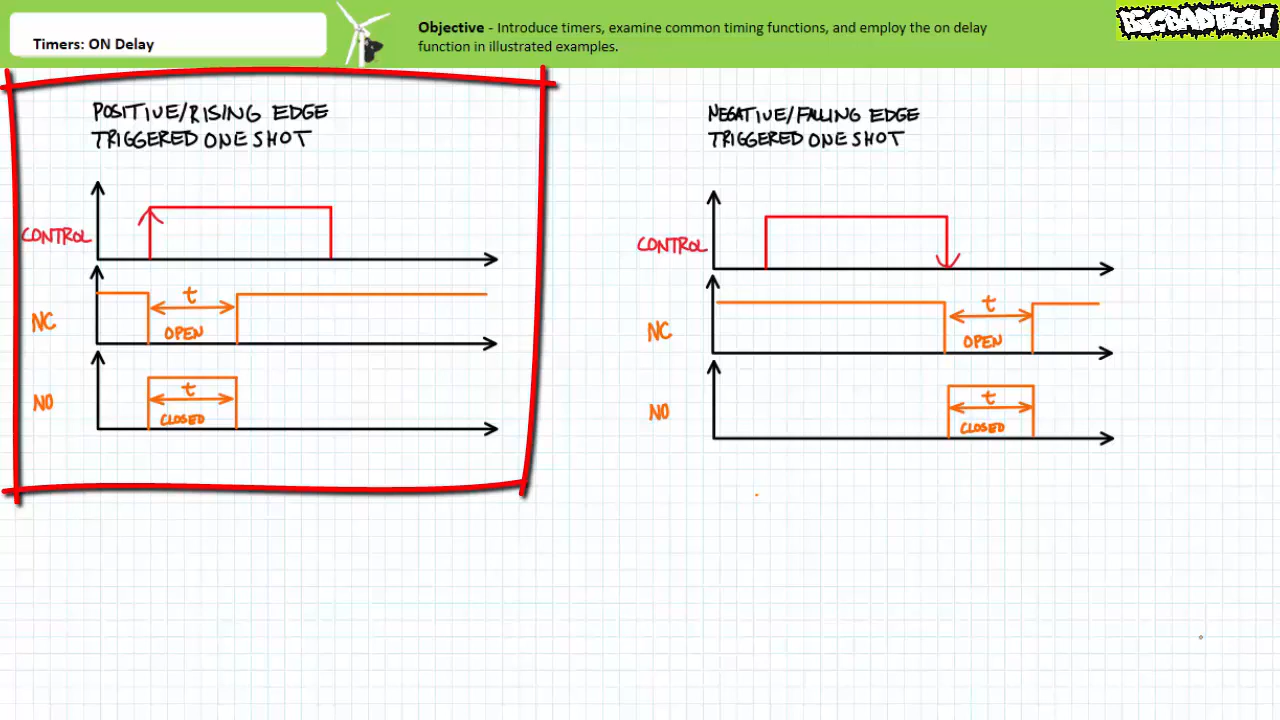 Timers: ON Delay
Objective - Introduce timers, examine common timing functions, and employ the on delay
function in illustrated examples.
BIGBADTECH
POSITIVE/RISING EDGE
TRIGGERED ONE SHOT
CONTROL
NC
t
OPEN
NO
t
CLOSED
NEGATIVE/FALLING EDGE
TRIGGERED ONE SHOT
CONTROL
NC
t
OPEN
NO
t
CLOSED